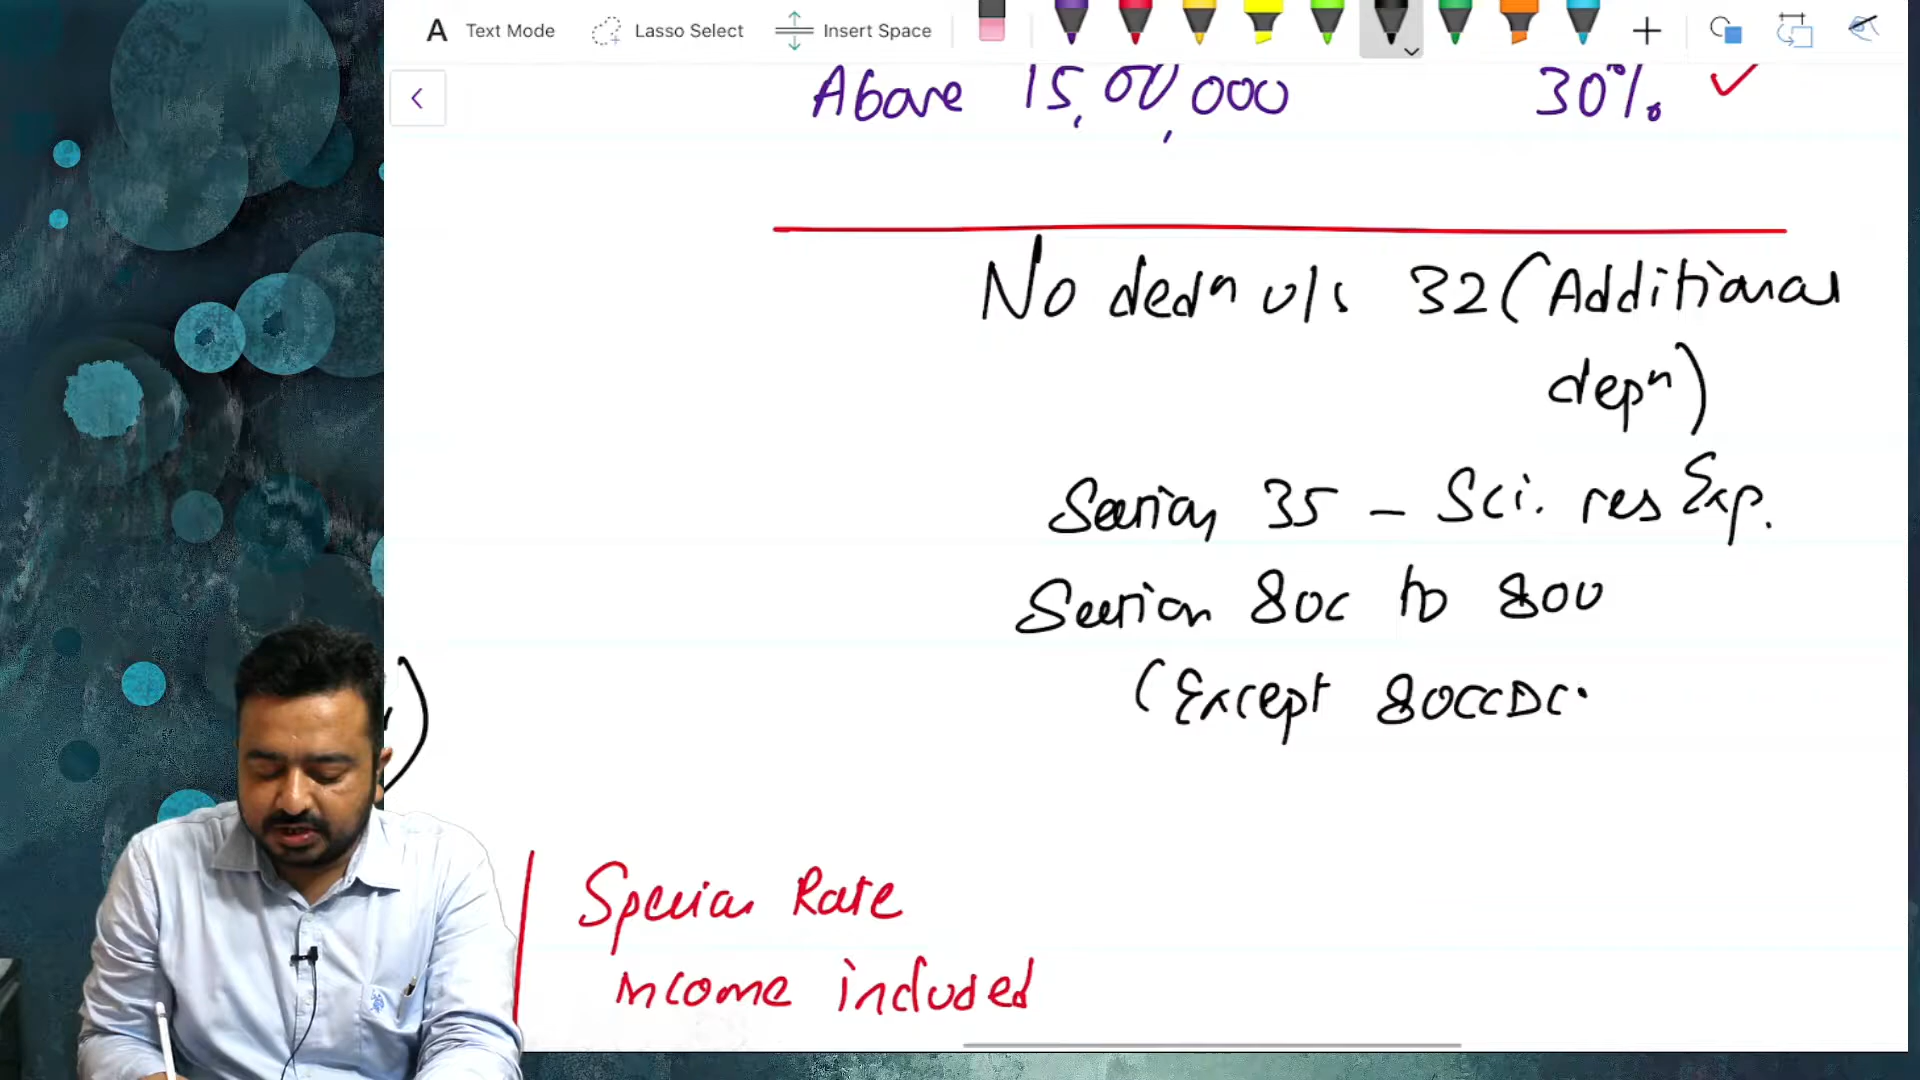 A Text Mode Lasso Select Insert Space
Above 15,00,000 30%
No dedn u/s 32 (Additional
depn)
Section 35 - Sci. res Exp.
Section 80C to 80U
(Except 80CCD(
Special Rate
income included